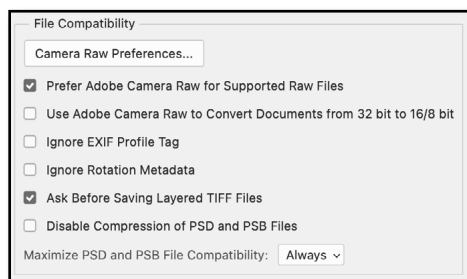 File Compatibility
Camera Raw Preferences...
Prefer Adobe Camera Raw for Supported Raw Files
Use Adobe Camera Raw to Convert Documents from 32 bit to 16/8 bit
Ignore EXIF Profile Tag
Ignore Rotation Metadata
Ask Before Saving Layered TIFF Files
Disable Compression of PSD and PSB Files
Maximize PSD and PSB File Compatibility: Always